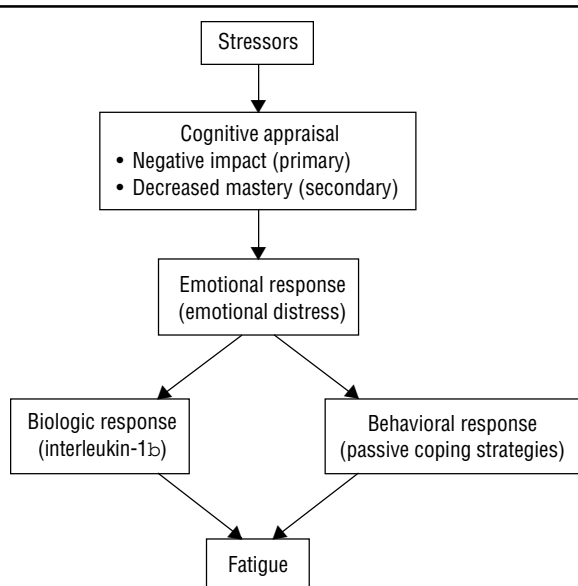 Stressors
Cognitive appraisal
• Negative impact (primary)
• Decreased mastery (secondary)
Emotional response
(emotional distress)
Biologic response
(interleukin-1b)
Behavioral response
(passive coping strategies)
Fatigue